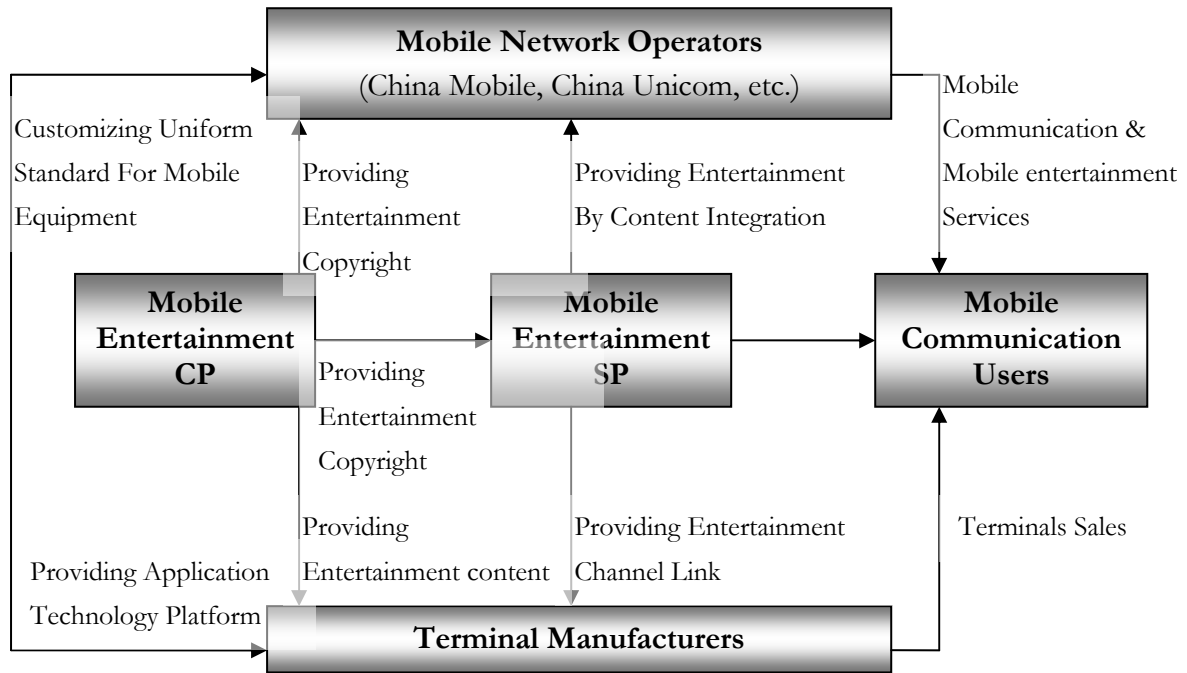 Mobile Network Operators
(China Mobile, China Unicom, etc.)
Customizing Uniform
Standard For Mobile
Equipment
Providing
Entertainment
Copyright
Providing Entertainment
By Content Integration
Mobile
Communication &
Mobile entertainment
Services
Mobile
Entertainment
CP
Providing
Entertainment
Copyright
Mobile
Entertainment
SP
Mobile
Communication
Users
Providing Application
Technology Platform
Providing
Entertainment content
Providing Entertainment
Channel Link
Terminals Sales
Terminal Manufacturers